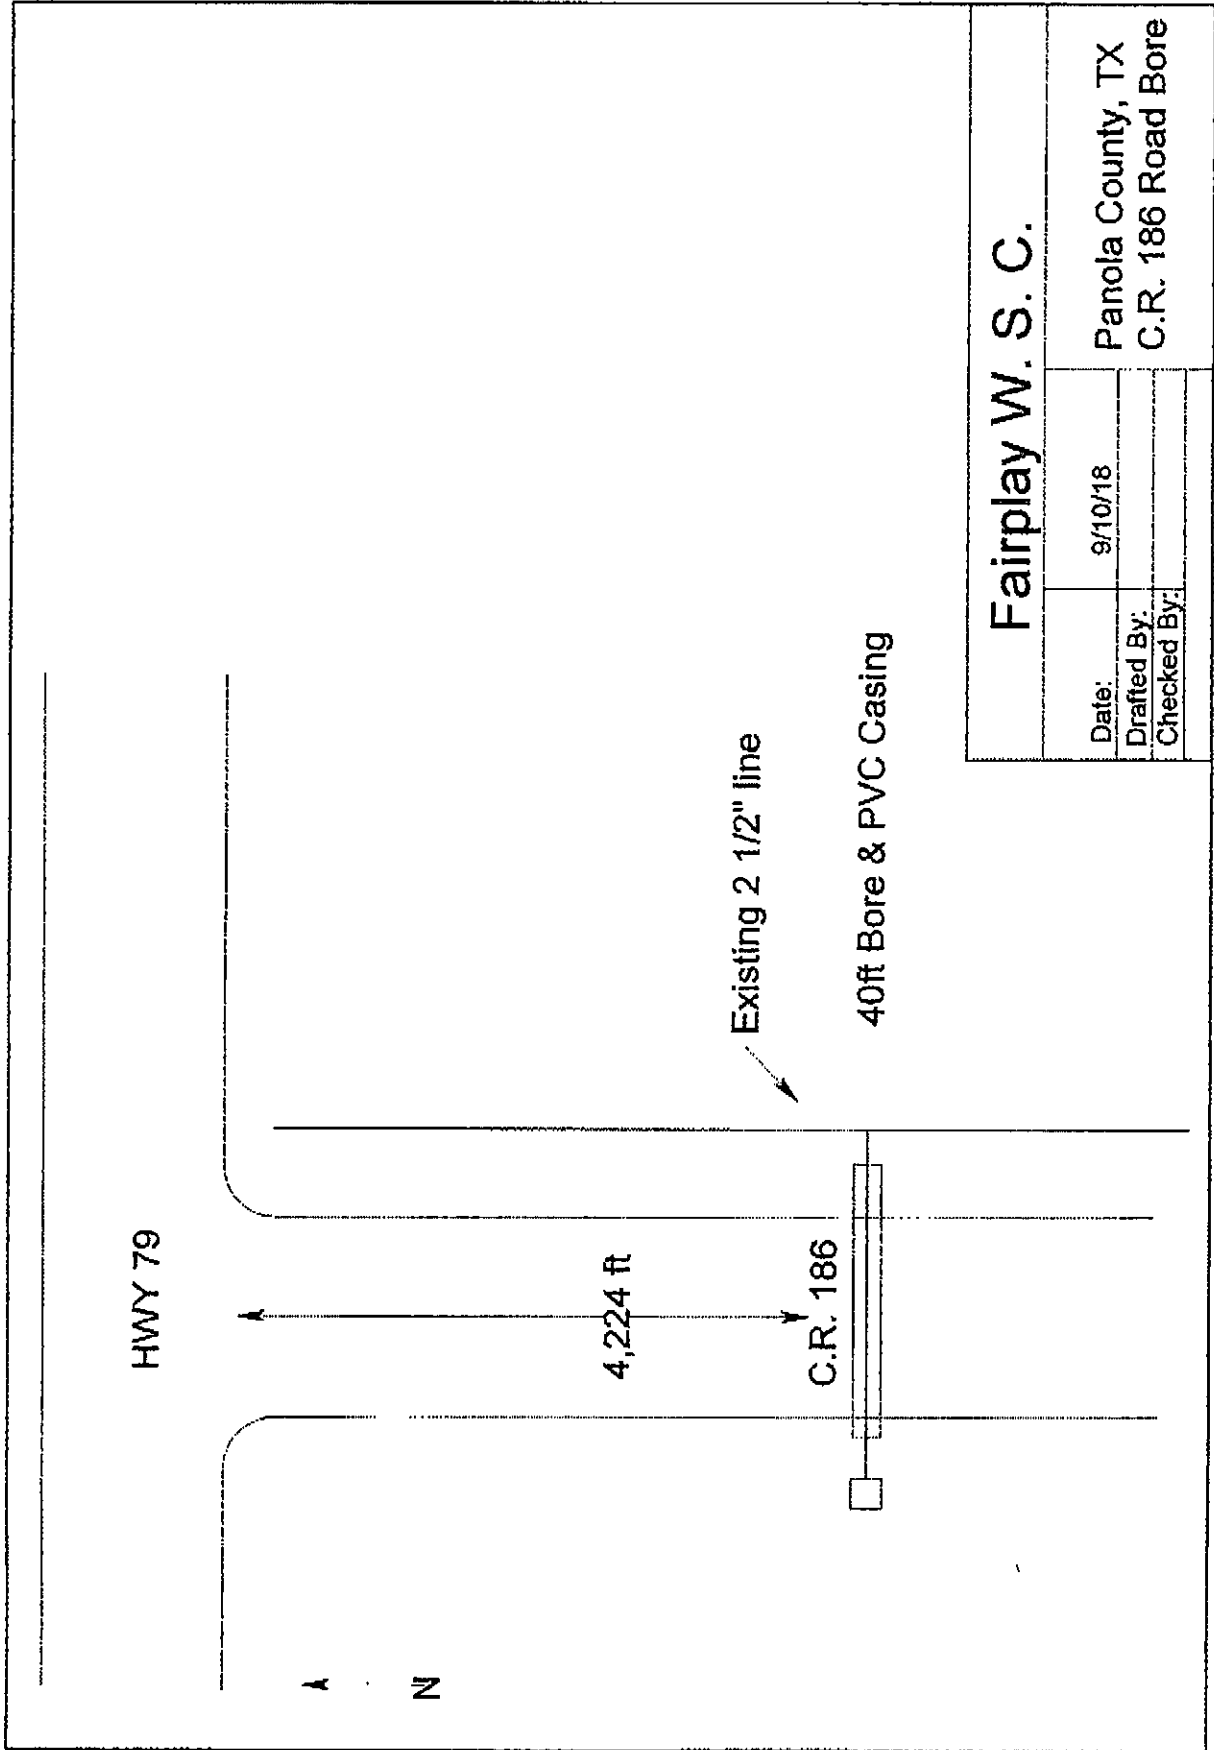 HWY 79
4,224 ft
Existing 2 1/2" line
C.R. 186
40ft Bore & PVC Casing
N
Fairplay W. S. C.
Date: 9/10/18
Drafted By:
Checked By:
Panola County, TX
C.R. 186 Road Bore